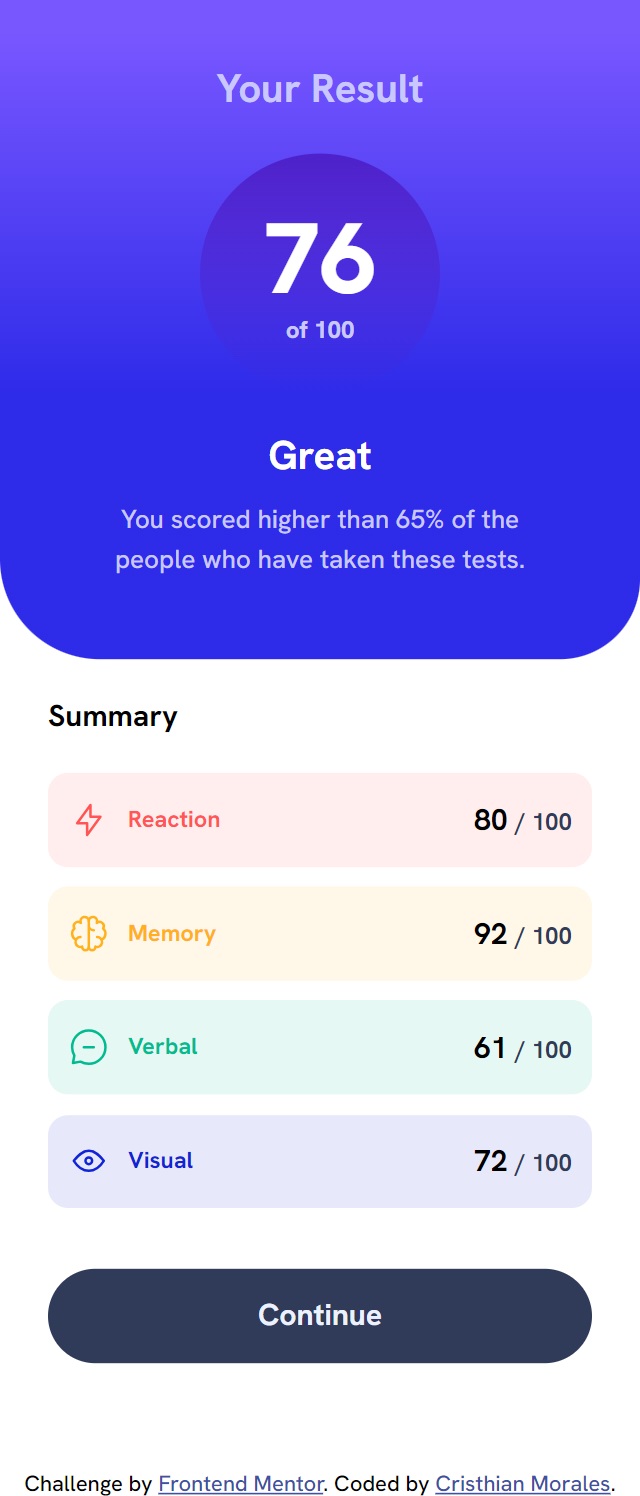 Your Result
76
of 100
Great
You scored higher than 65% of the
people who have taken these tests.
Summary
Reaction 80 / 100
Memory 92 / 100
Verbal 61 / 100
Visual 72 / 100
Continue
Challenge by Frontend Mentor. Coded by Cristhian Morales.